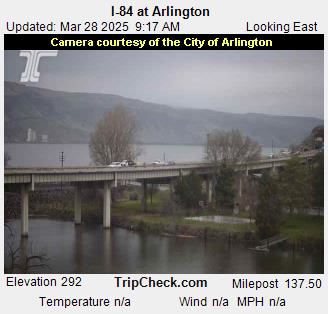 I-84 at Arlington
Updated: Mar 28 2025 9:17 AM Looking East
Camera courtesy of the City of Arlington
Elevation 292 TripCheck.com Milepost 137.50
Temperature n/a Wind n/a MPH n/a